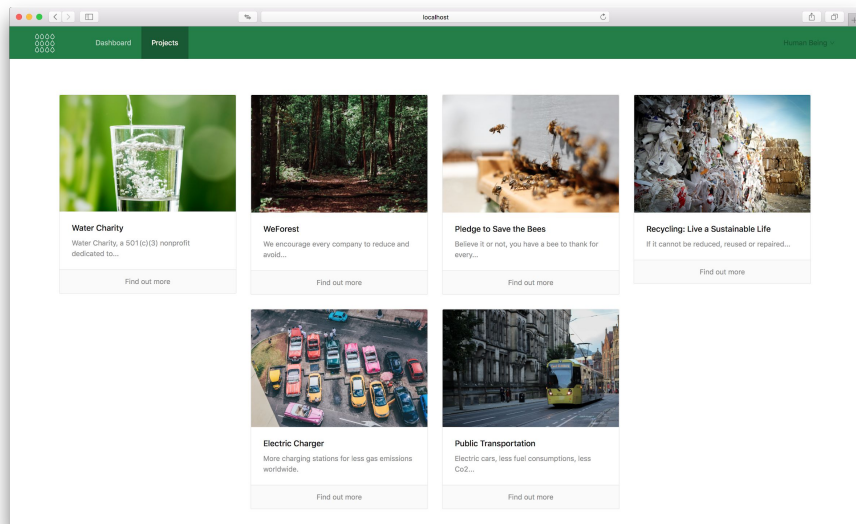 localhost
Dashboard Projects Human Being
Water Charity
Water Charity, a 501(c)(3) nonprofit
dedicated to...
Find out more
WeForest
We encourage every company to reduce and
avoid...
Find out more
Pledge to Save the Bees
Believe it or not, you have a bee to thank for
every...
Find out more
Recycling: Live a Sustainable Life
If it cannot be reduced, reused or repaired...
Find out more
Electric Charger
More charging stations for less gas emissions
worldwide.
Find out more
Public Transportation
Electric cars, less fuel consumptions, less
Co2...
Find out more